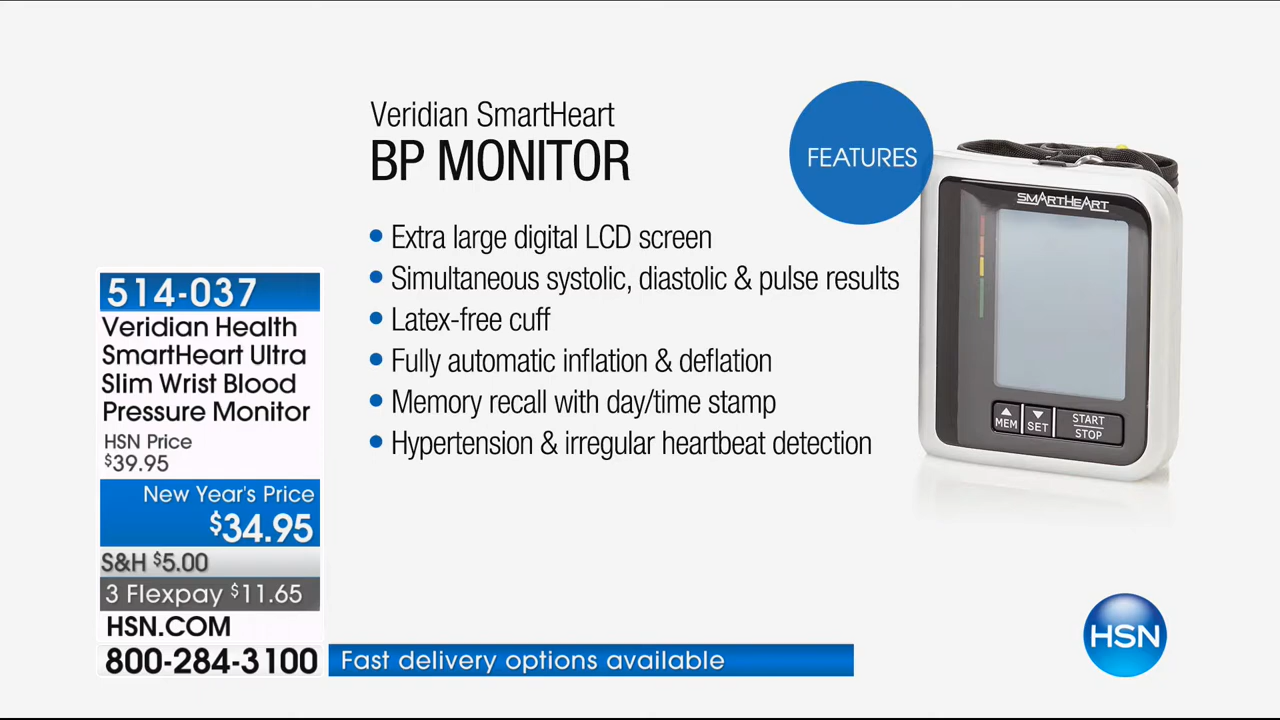 Veridian SmartHeart
BP MONITOR
FEATURES
• Extra large digital LCD screen
• Simultaneous systolic, diastolic & pulse results
• Latex-free cuff
• Fully automatic inflation & deflation
• Memory recall with day/time stamp
• Hypertension & irregular heartbeat detection
SMARTHEART
▲ MEM
▼ SET
START
STOP
514-037
Veridian Health
SmartHeart Ultra
Slim Wrist Blood
Pressure Monitor
HSN Price
$39.95
New Year's Price
$34.95
S&H $5.00
3 Flexpay $11.65
HSN.COM
800-284-3100
Fast delivery options available
HSN